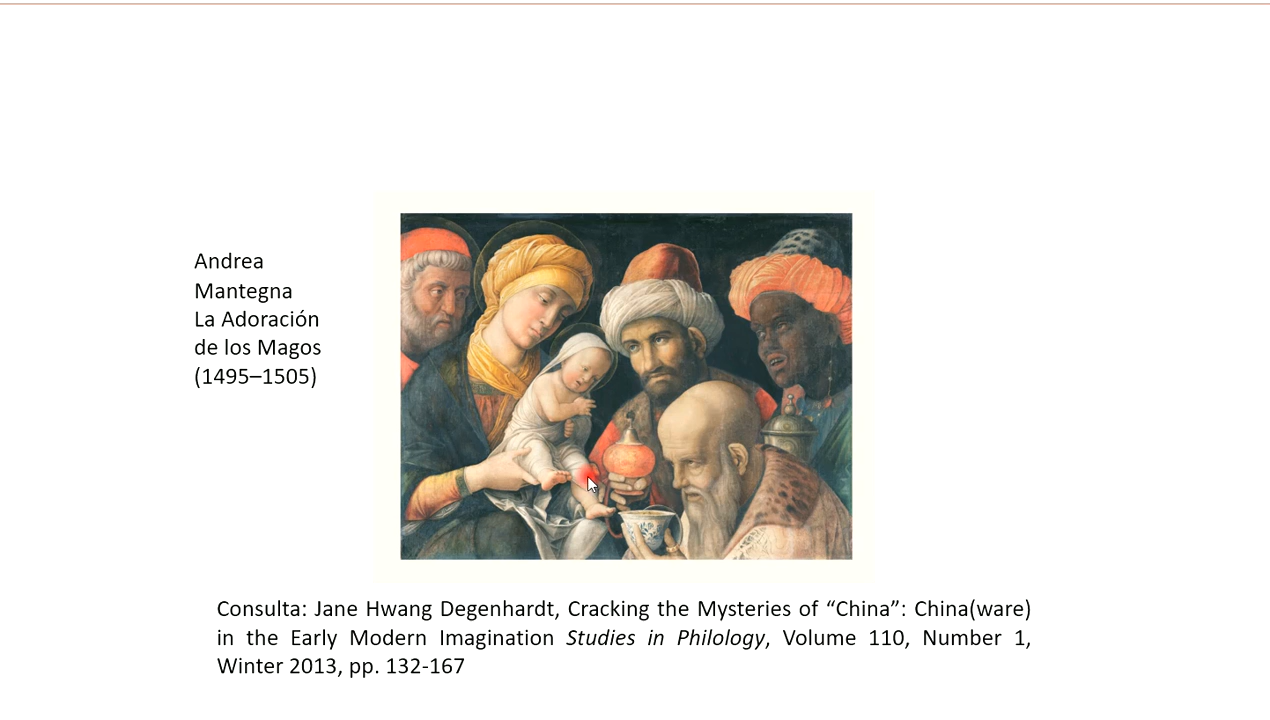 Andrea
Mantegna
La Adoración
de los Magos
(1495–1505)
Consulta: Jane Hwang Degenhardt, Cracking the Mysteries of “China”: China(ware)
in the Early Modern Imagination Studies in Philology, Volume 110, Number 1,
Winter 2013, pp. 132-167